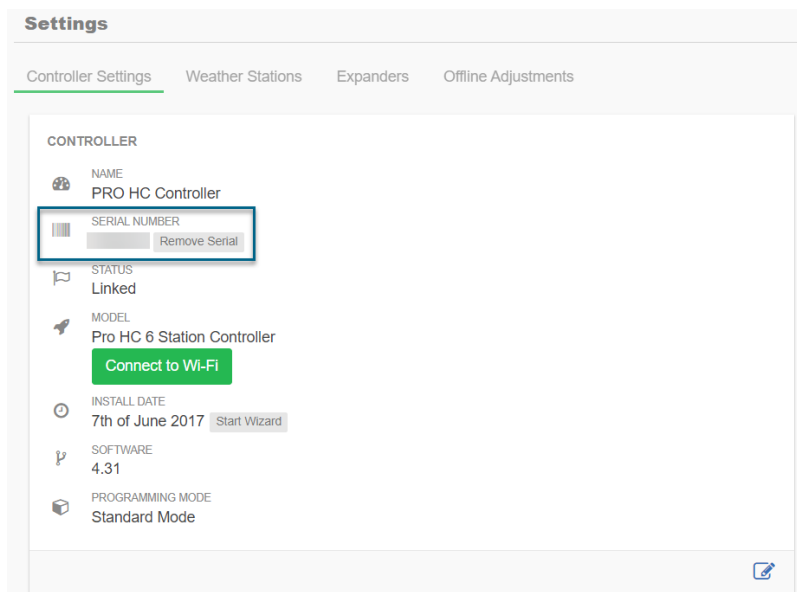 Settings
Controller Settings Weather Stations Expanders Offline Adjustments
CONTROLLER
NAME
PRO HC Controller
SERIAL NUMBER
Remove Serial
STATUS
Linked
MODEL
Pro HC 6 Station Controller
Connect to Wi-Fi
INSTALL DATE
7th of June 2017 Start Wizard
SOFTWARE
4.31
PROGRAMMING MODE
Standard Mode